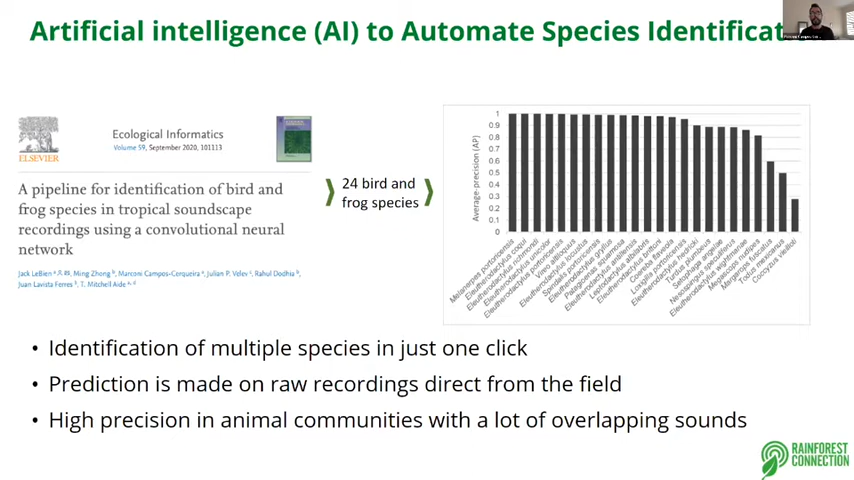 Artificial intelligence (AI) to Automate Species Identificat
ELSEVIER
Ecological Informatics
Volume 59, September 2020, 101113
A pipeline for identification of bird and
frog species in tropical soundscape
recordings using a convolutional neural
network
Jack LeBien, Ming Zhong, Marconi Campos-Cerqueira, Julian P. Velev, Rahul Dodhia,
Juan Lavista Ferres, T. Mitchell Aide
24 bird and
frog species
Average-precision (AP)
1
0.9
0.8
0.7
0.6
0.5
0.4
0.3
0.2
0.1
0
Melanerpes portoricensis
Eleutherodactylus coqui
Eleutherodactylus richmondi
Eleutherodactylus unicolor
Eleutherodactylus portoricensis
Vireo altiloquus
Eleutherodactylus locustus
Spindalis portoricensis
Eleutherodactylus gryllus
Patagioenas squamosa
Eleutherodactylus antillensis
Leptodactylus albilabris
Eleutherodactylus brittoni
Coereba flaveola
Loxigilla portoricensis
Eleutherodactylus hedricki
Turdus plumbeus
Setophaga angelae
Nesospingus speculiferus
Eleutherodactylus wightmanae
Megascops nudipes
Margarops fuscatus
Todus mexicanus
Coccyzus vieilloti
• Identification of multiple species in just one click
• Prediction is made on raw recordings direct from the field
• High precision in animal communities with a lot of overlapping sounds
RAINFOREST
CONNECTION